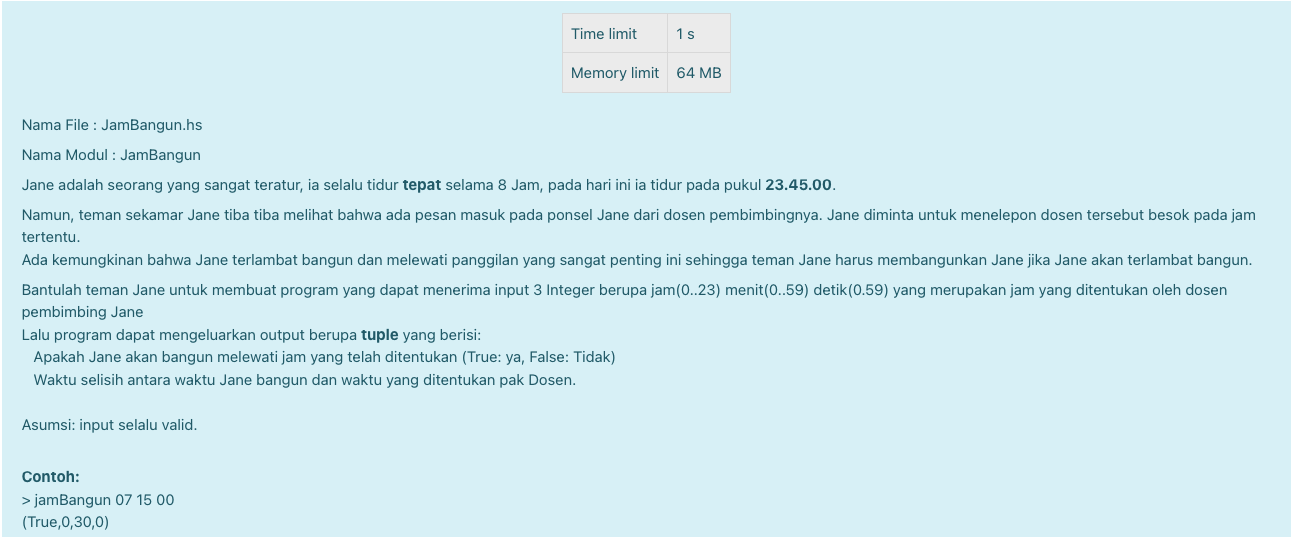 Time limit 1 s
Memory limit 64 MB
Nama File : JamBangun.hs
Nama Modul : JamBangun
Jane adalah seorang yang sangat teratur, ia selalu tidur tepat selama 8 Jam, pada hari ini ia tidur pada pukul 23.45.00.
Namun, teman sekamar Jane tiba tiba melihat bahwa ada pesan masuk pada ponsel Jane dari dosen pembimbingnya. Jane diminta untuk menelepon dosen tersebut besok pada jam
tertentu.
Ada kemungkinan bahwa Jane terlambat bangun dan melewati panggilan yang sangat penting ini sehingga teman Jane harus membangunkan Jane jika Jane akan terlambat bangun.
Bantulah teman Jane untuk membuat program yang dapat menerima input 3 Integer berupa jam(0..23) menit(0..59) detik(0.59) yang merupakan jam yang ditentukan oleh dosen
pembimbing Jane
Lalu program dapat mengeluarkan output berupa tuple yang berisi:
Apakah Jane akan bangun melewati jam yang telah ditentukan (True: ya, False: Tidak)
Waktu selisih antara waktu Jane bangun dan waktu yang ditentukan pak Dosen.
Asumsi: input selalu valid.
Contoh:
> jamBangun 07 15 00
(True,0,30,0)